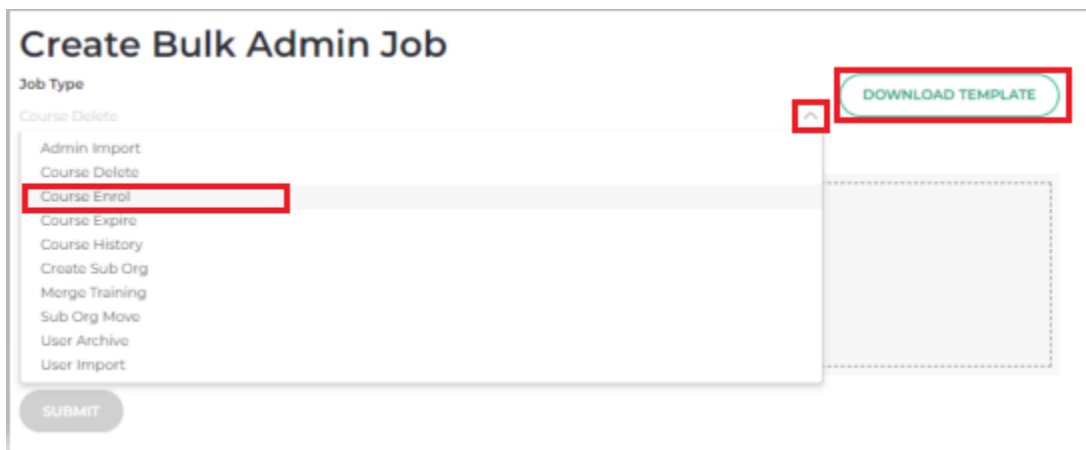 Create Bulk Admin Job
Job Type
DOWNLOAD TEMPLATE
Course Delete
Admin Import
Course Delete
Course Enrol
Course Expire
Course History
Create Sub Org
Merge Training
Sub Org Move
User Archive
User Import
SUBMIT